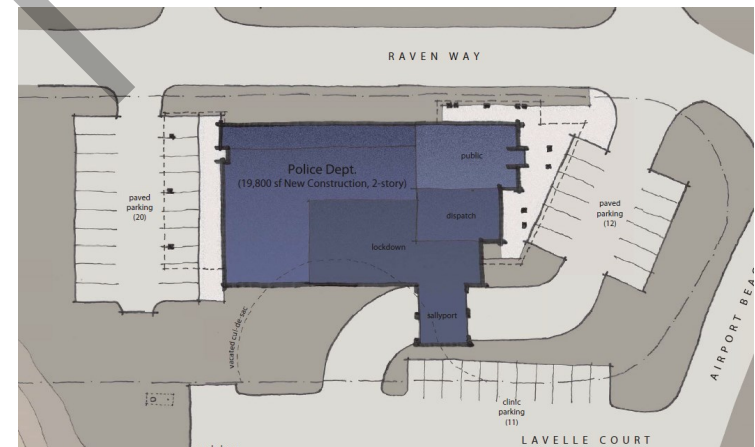 RAVEN WAY
public
Police Dept.
(19,800 sf New Construction, 2-story)
paved
parking
(20)
paved
parking
(12)
dispatch
lockdown
sallyport
vacated cul-de-sac
AIRPORT BEAC
clinic
parking
(11)
LAVELLE COURT